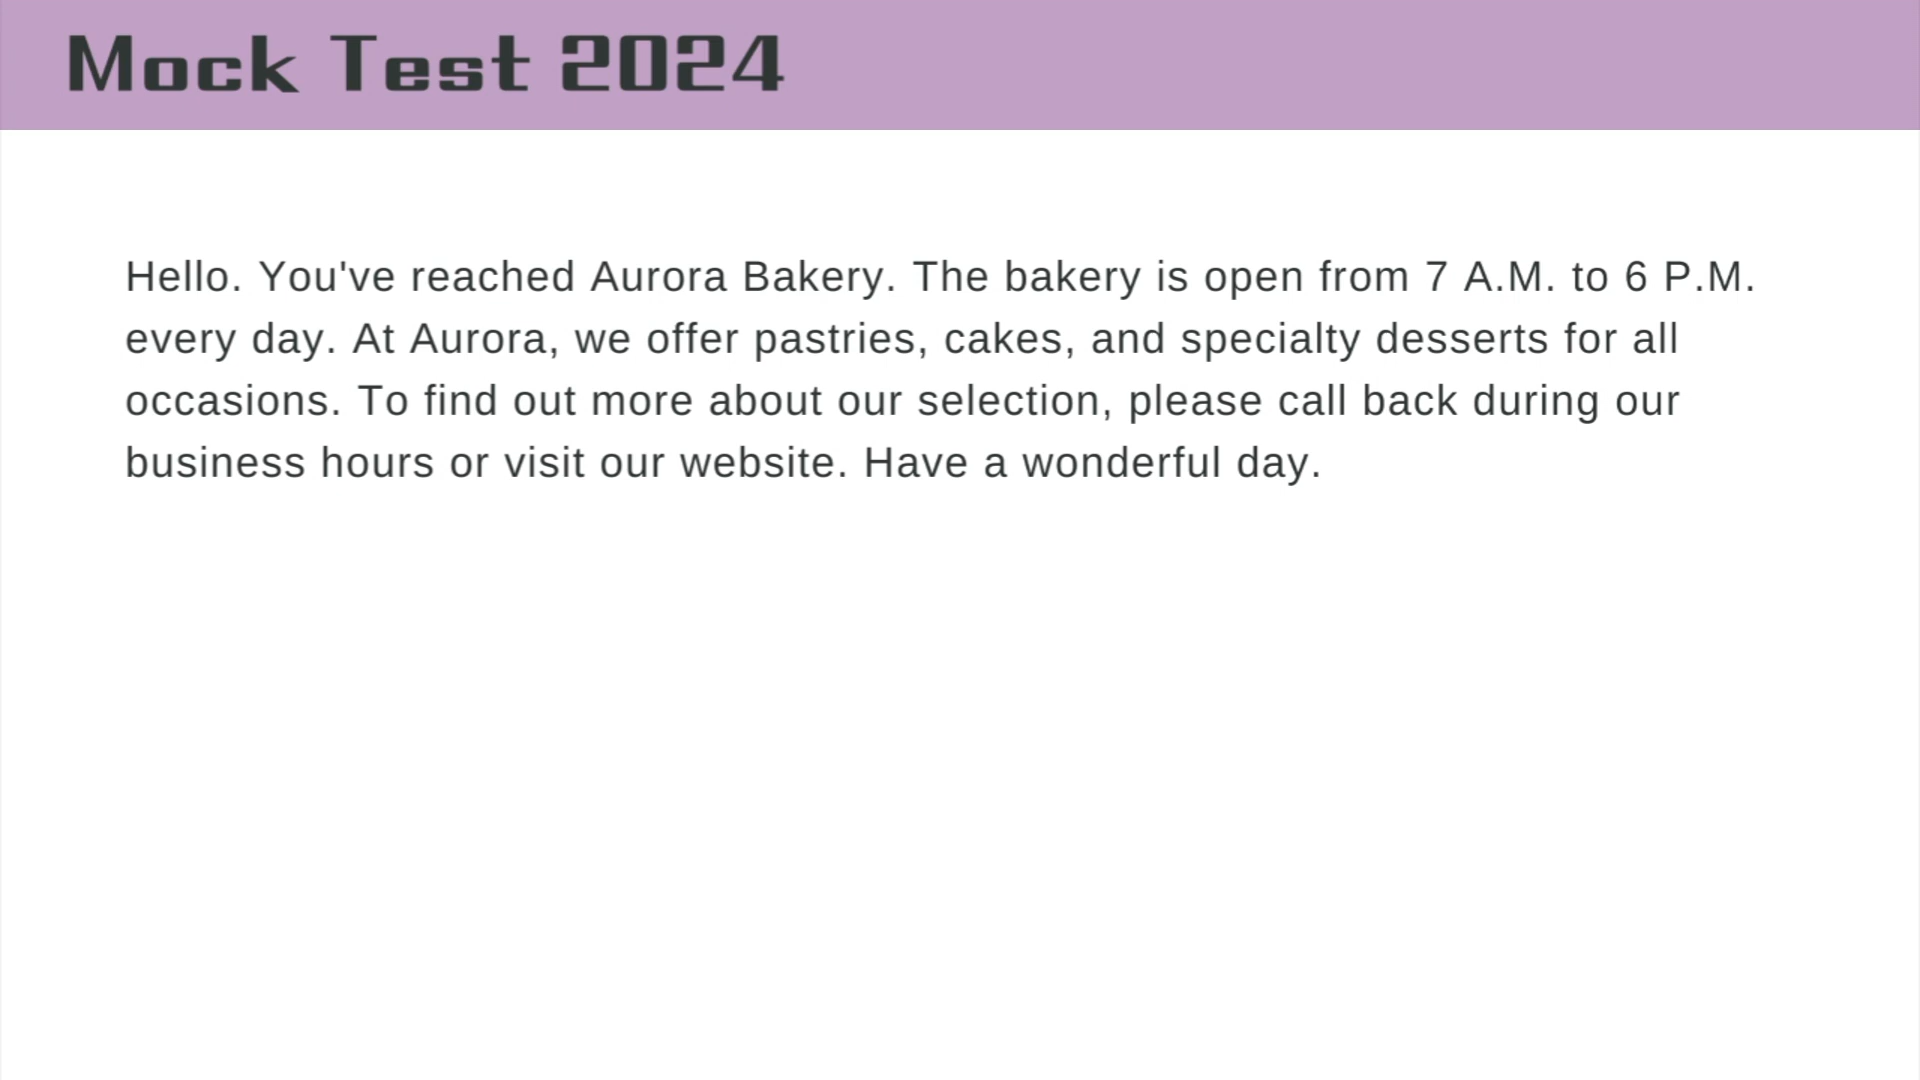 Mock Test 2024
Hello. You've reached Aurora Bakery. The bakery is open from 7 A.M. to 6 P.M.
every day. At Aurora, we offer pastries, cakes, and specialty desserts for all
occasions. To find out more about our selection, please call back during our
business hours or visit our website. Have a wonderful day.